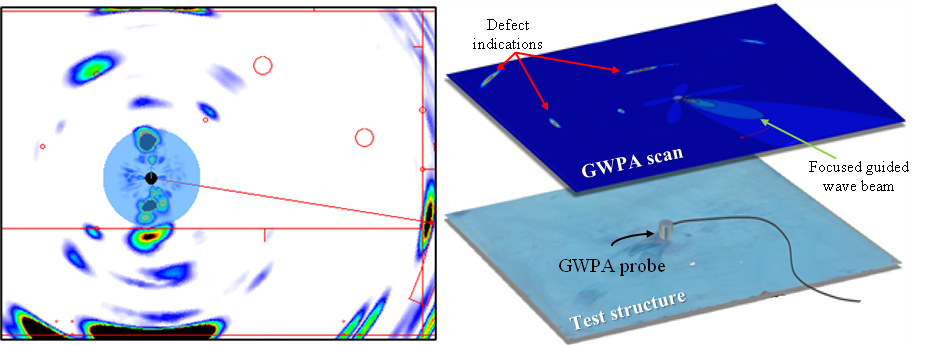 Defect
indications
GWPA scan
Focused guided
wave beam
GWPA probe
Test structure